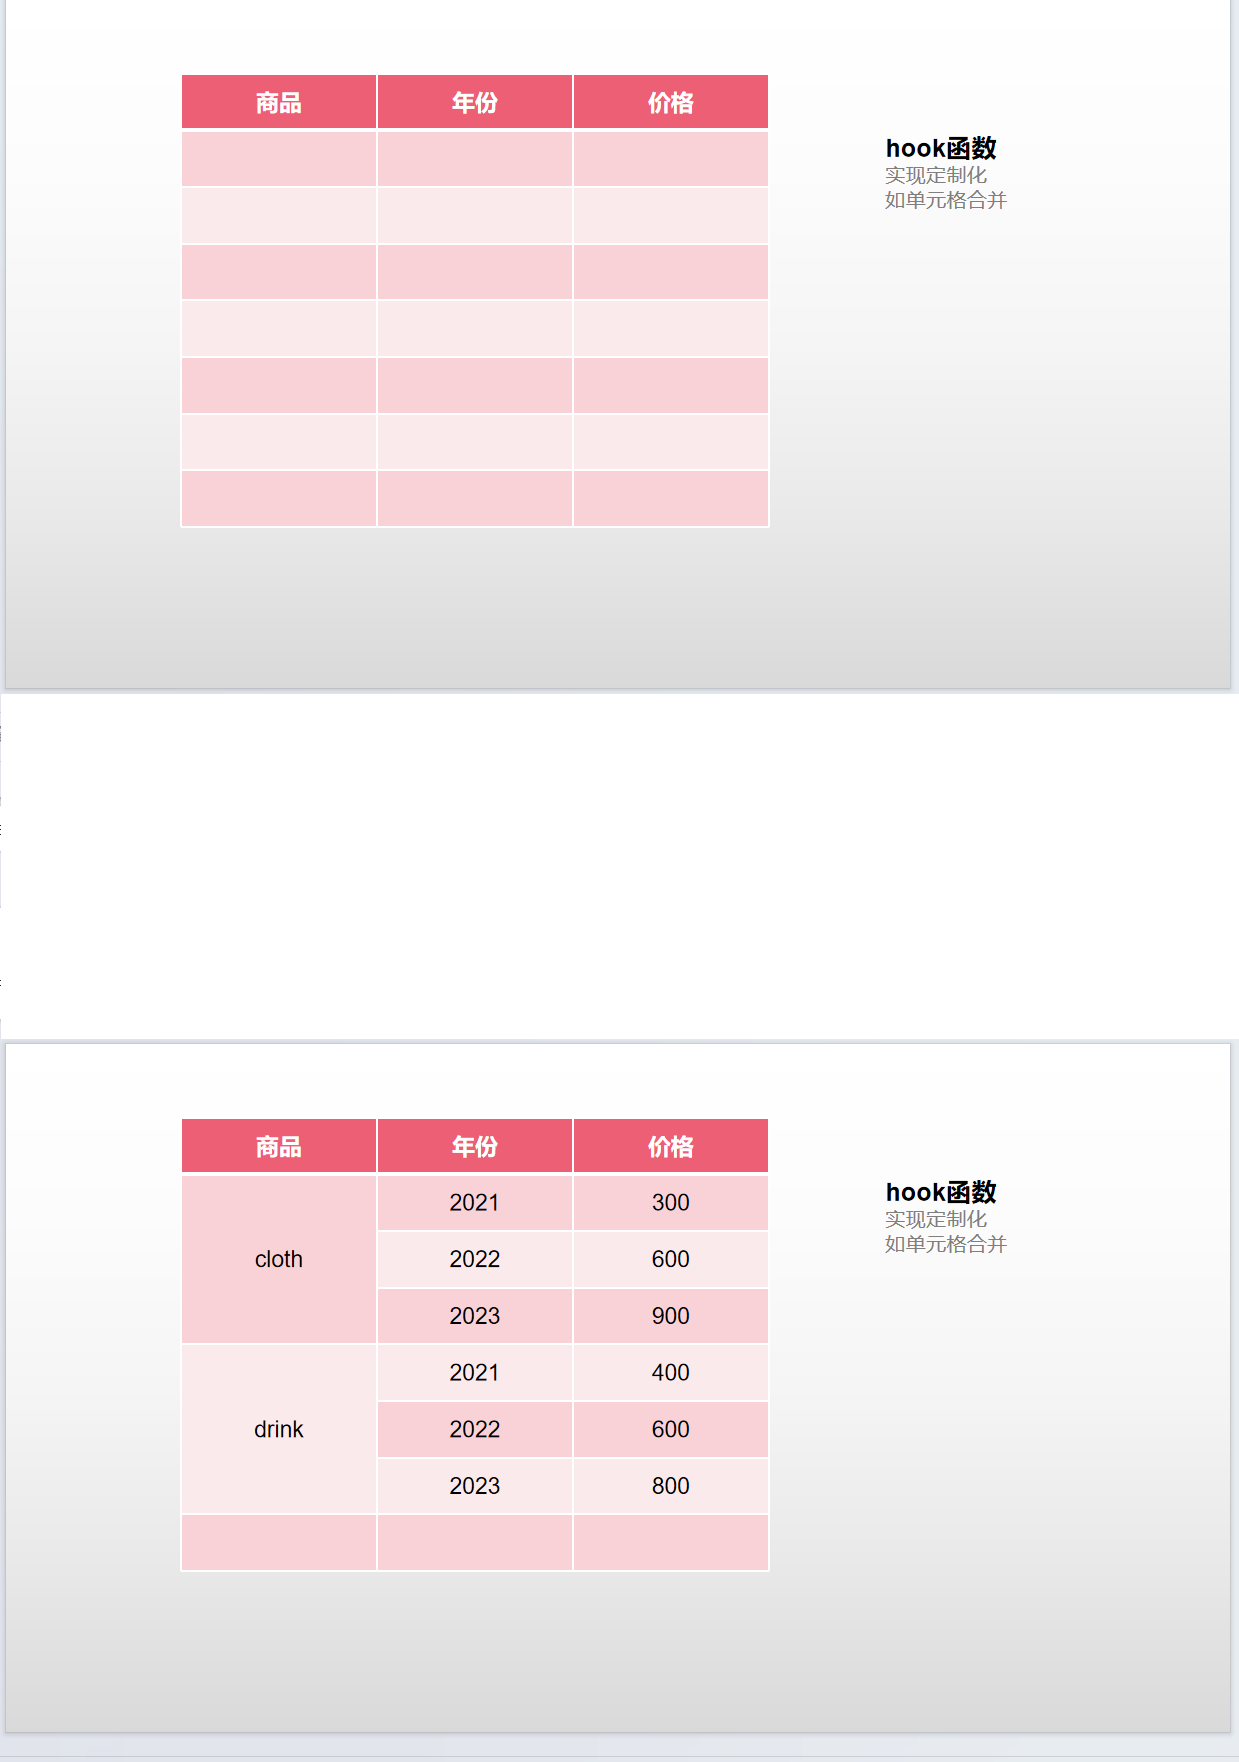 商品 年份 价格
hook函数
实现定制化
如单元格合并
商品 年份 价格
cloth
2021 300
2022 600
2023 900
drink
2021 400
2022 600
2023 800
hook函数
实现定制化
如单元格合并